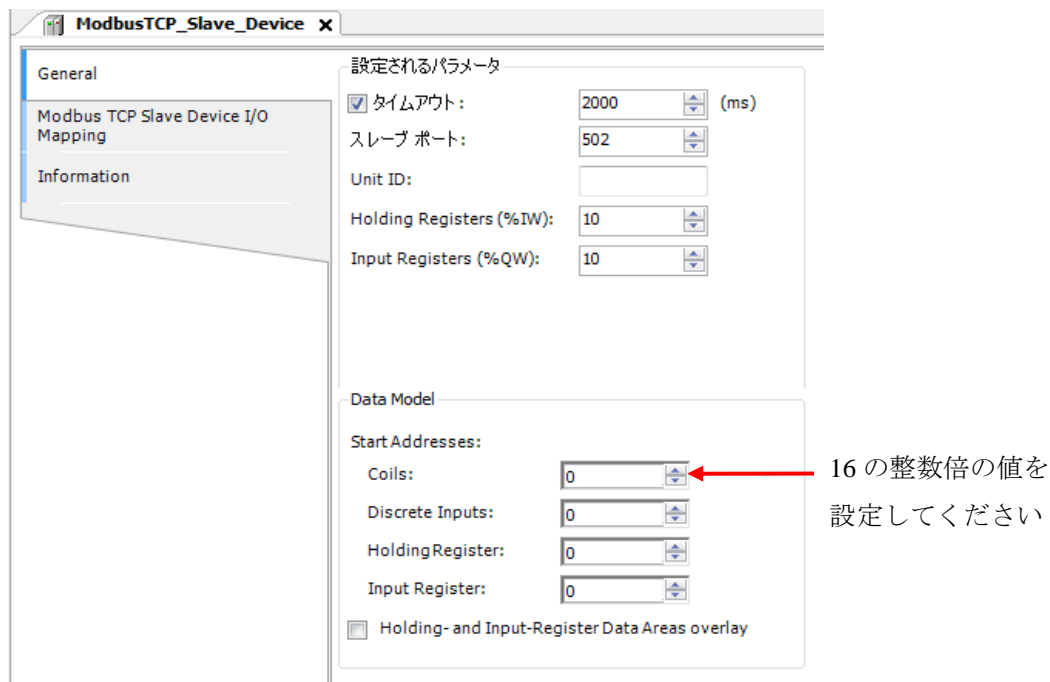 ModbusTCP_Slave_Device x
General
Modbus TCP Slave Device I/O
Mapping
Information
設定されるパラメータ
タイムアウト: 2000 (ms)
スレーブ ポート: 502
Unit ID:
Holding Registers (%IW): 10
Input Registers (%QW): 10
Data Model
Start Addresses:
Coils: 0
Discrete Inputs: 0
Holding Register: 0
Input Register: 0
Holding- and Input-Register Data Areas overlay
16 の整数倍の値を
設定してください